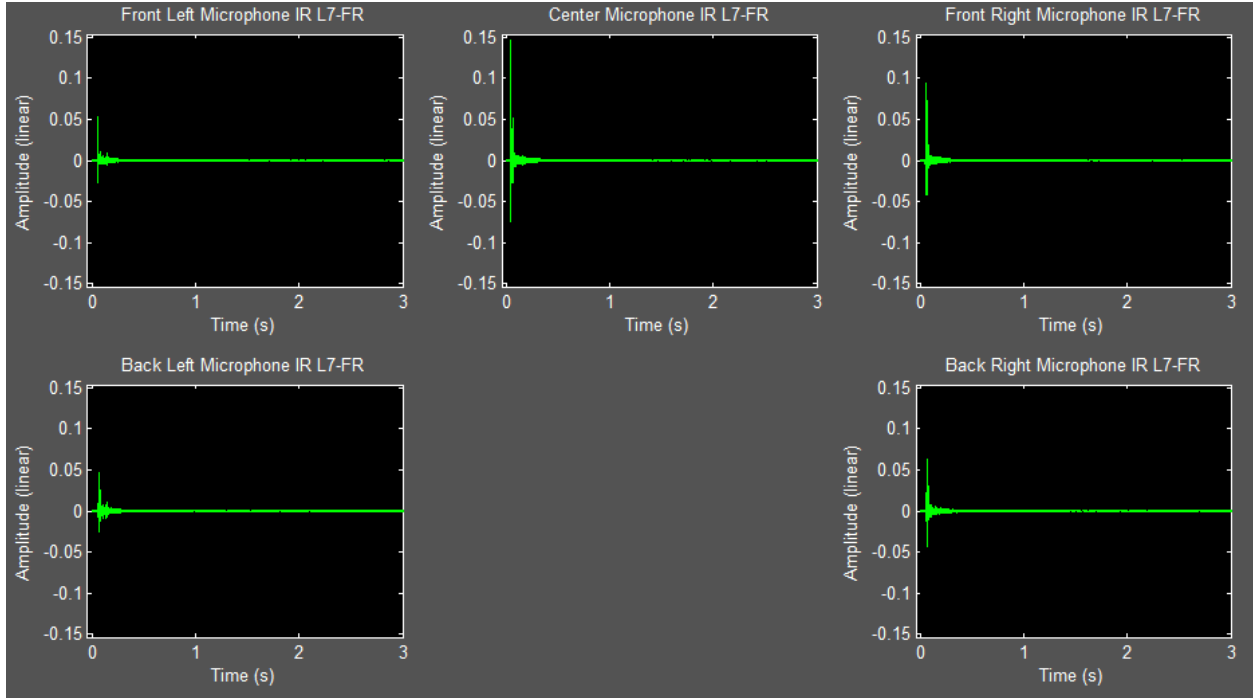 Front Left Microphone IR L7-FR
Center Microphone IR L7-FR
Front Right Microphone IR L7-FR
0.15
0.1
0.05
0
-0.05
-0.1
-0.15
Amplitude (linear)
0 1 2 3
Time (s)
0.15
0.1
0.05
0
-0.05
-0.1
-0.15
Amplitude (linear)
0 1 2 3
Time (s)
0.15
0.1
0.05
0
-0.05
-0.1
-0.15
Amplitude (linear)
0 1 2 3
Time (s)
Back Left Microphone IR L7-FR
Back Right Microphone IR L7-FR
0.15
0.1
0.05
0
-0.05
-0.1
-0.15
Amplitude (linear)
0 1 2 3
Time (s)
0.15
0.1
0.05
0
-0.05
-0.1
-0.15
Amplitude (linear)
0 1 2 3
Time (s)